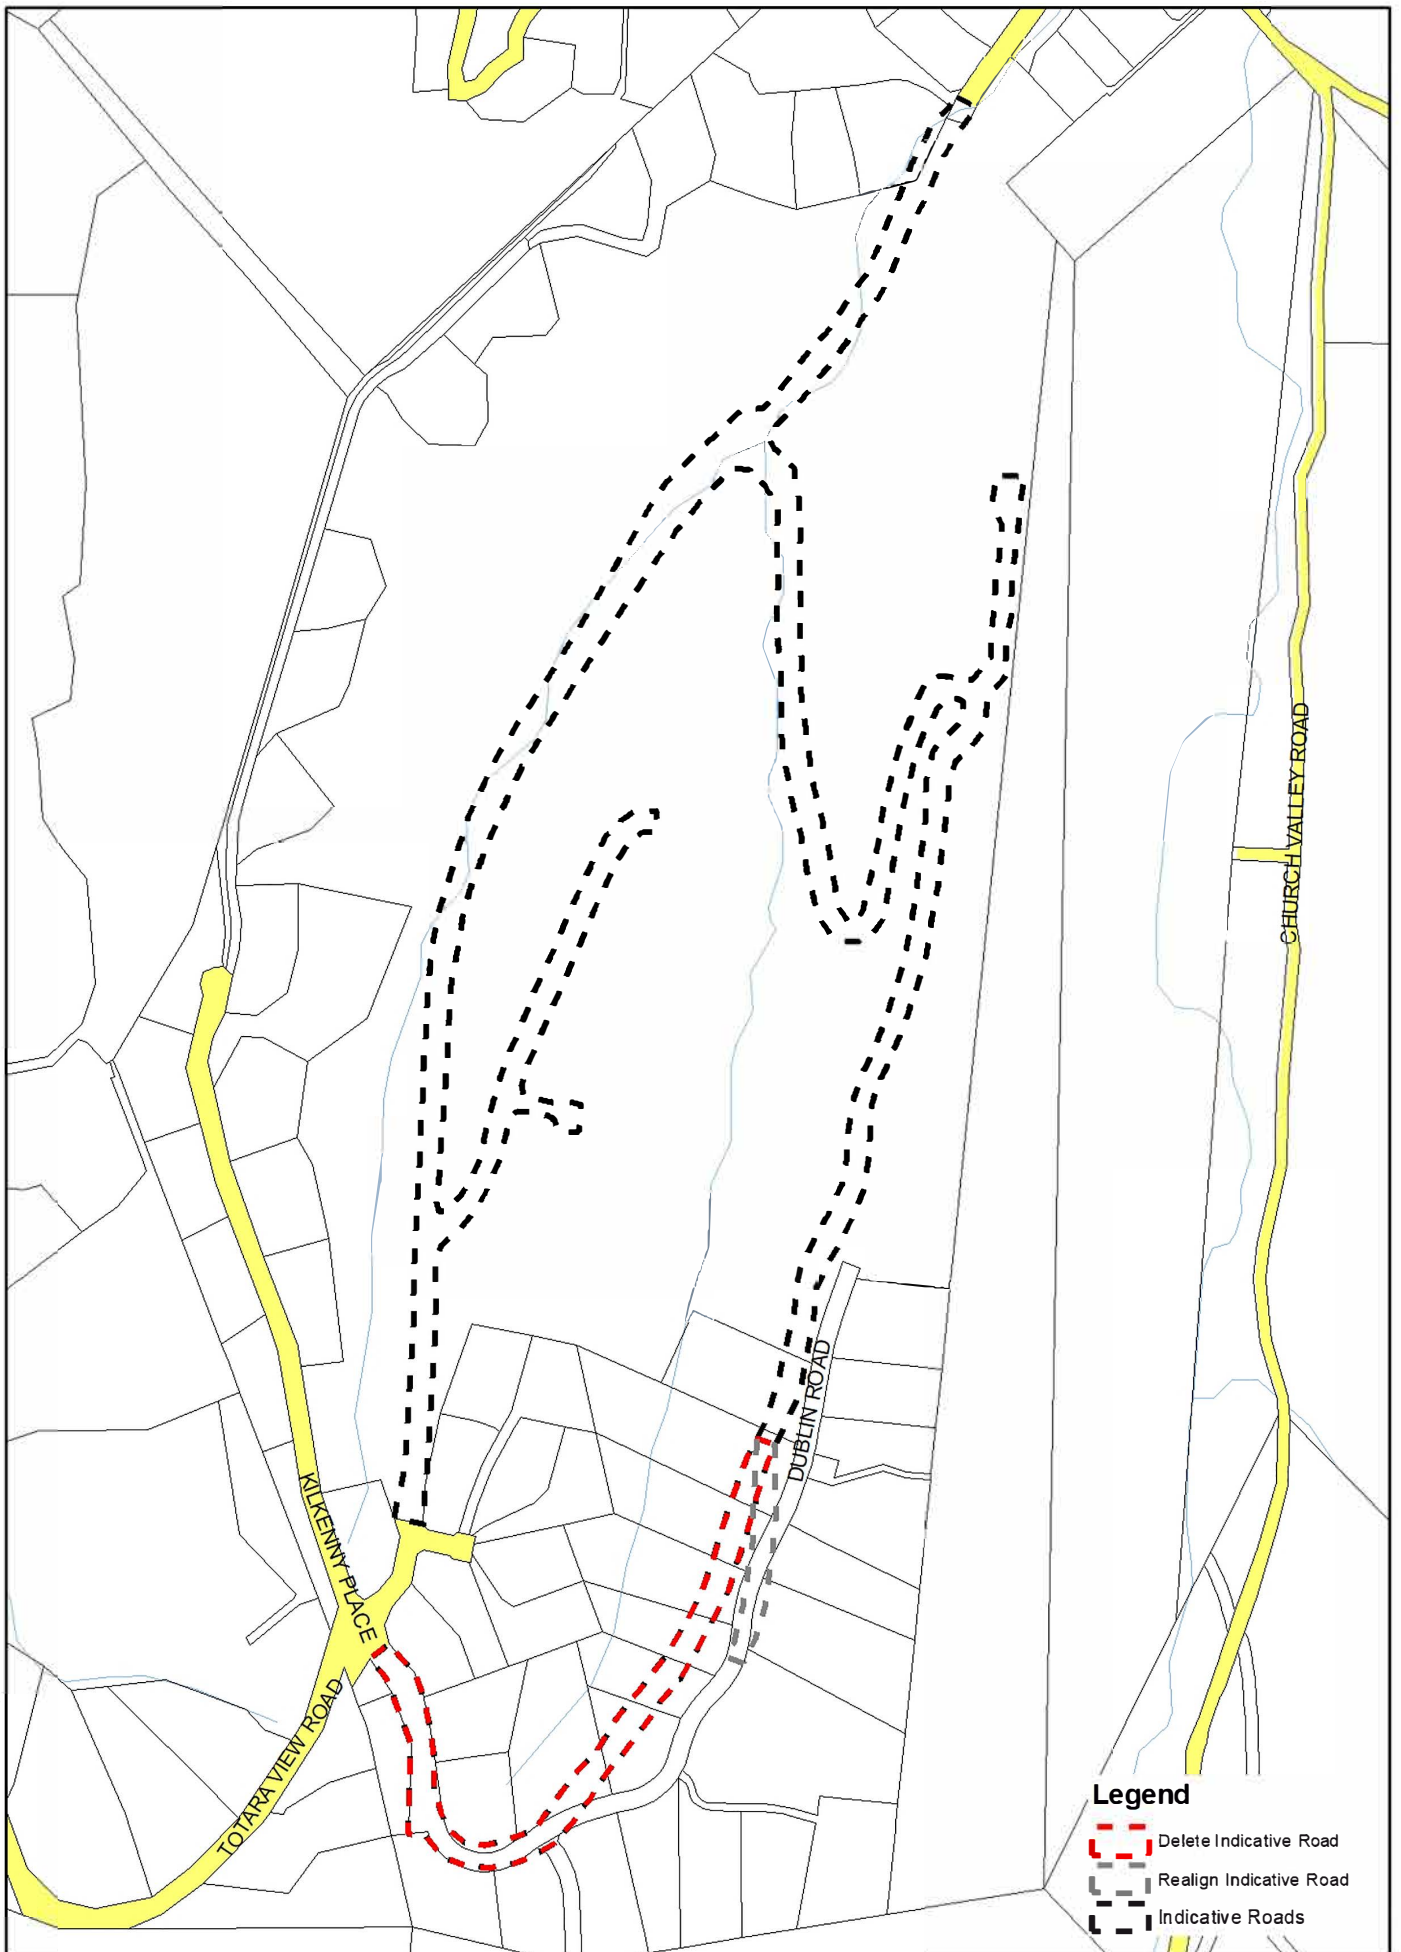 CHURCH VALLEY ROAD
DUBLIN ROAD
KILKENNY PLACE
TOTARA VIEW ROAD
Legend
Delete Indicative Road
Realign Indicative Road
Indicative Roads